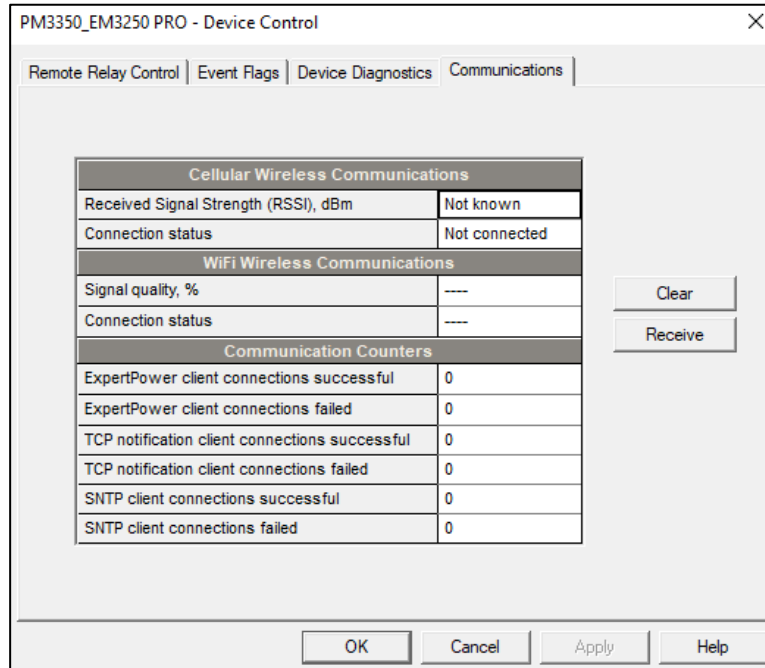 PM3350_EM3250 PRO - Device Control
Remote Relay Control Event Flags Device Diagnostics Communications
Cellular Wireless Communications
Received Signal Strength (RSSI), dBm Not known
Connection status Not connected
WiFi Wireless Communications
Signal quality, % ----
Connection status ----
Clear
Receive
Communication Counters
ExpertPower client connections successful 0
ExpertPower client connections failed 0
TCP notification client connections successful 0
TCP notification client connections failed 0
SNTP client connections successful 0
SNTP client connections failed 0
OK Cancel Apply Help